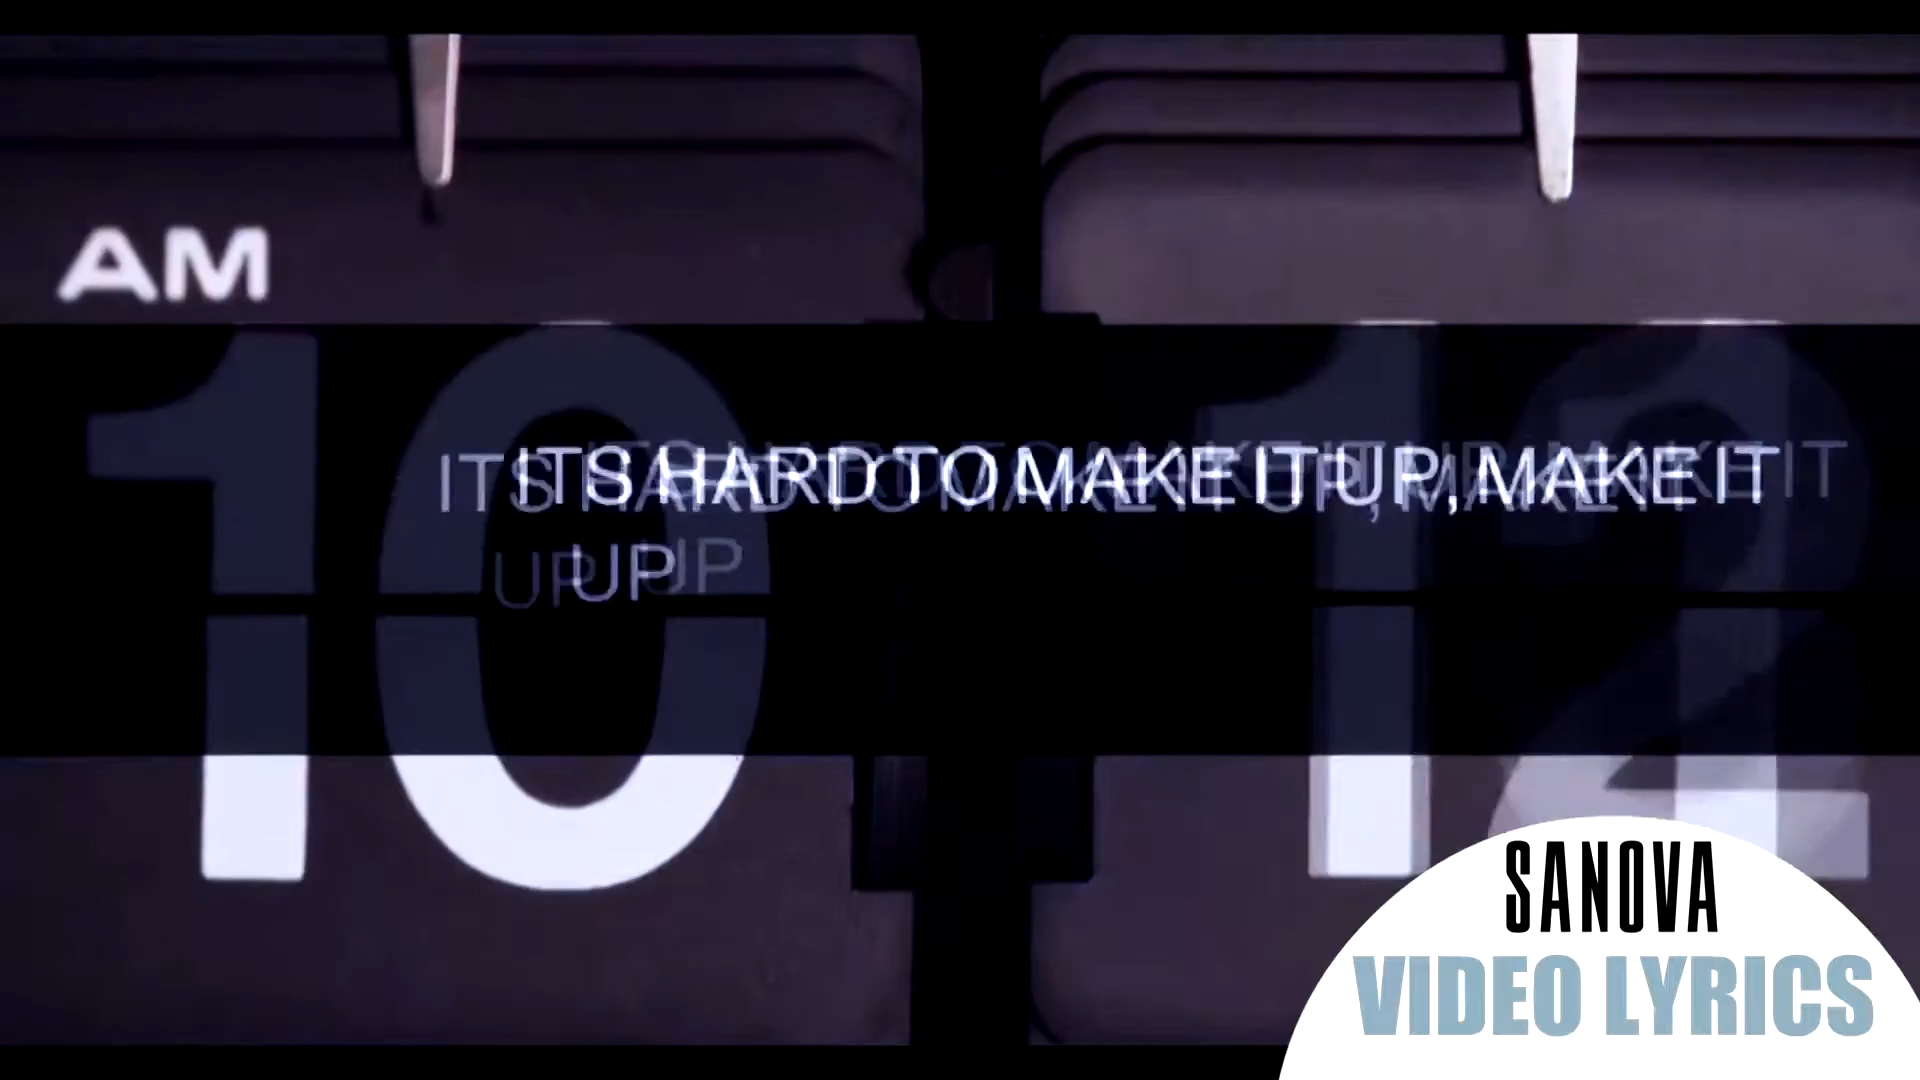 AM
10 12
ITS HARD TO MAKE IT UP, MAKE IT
UP
SANOVA
VIDEO LYRICS